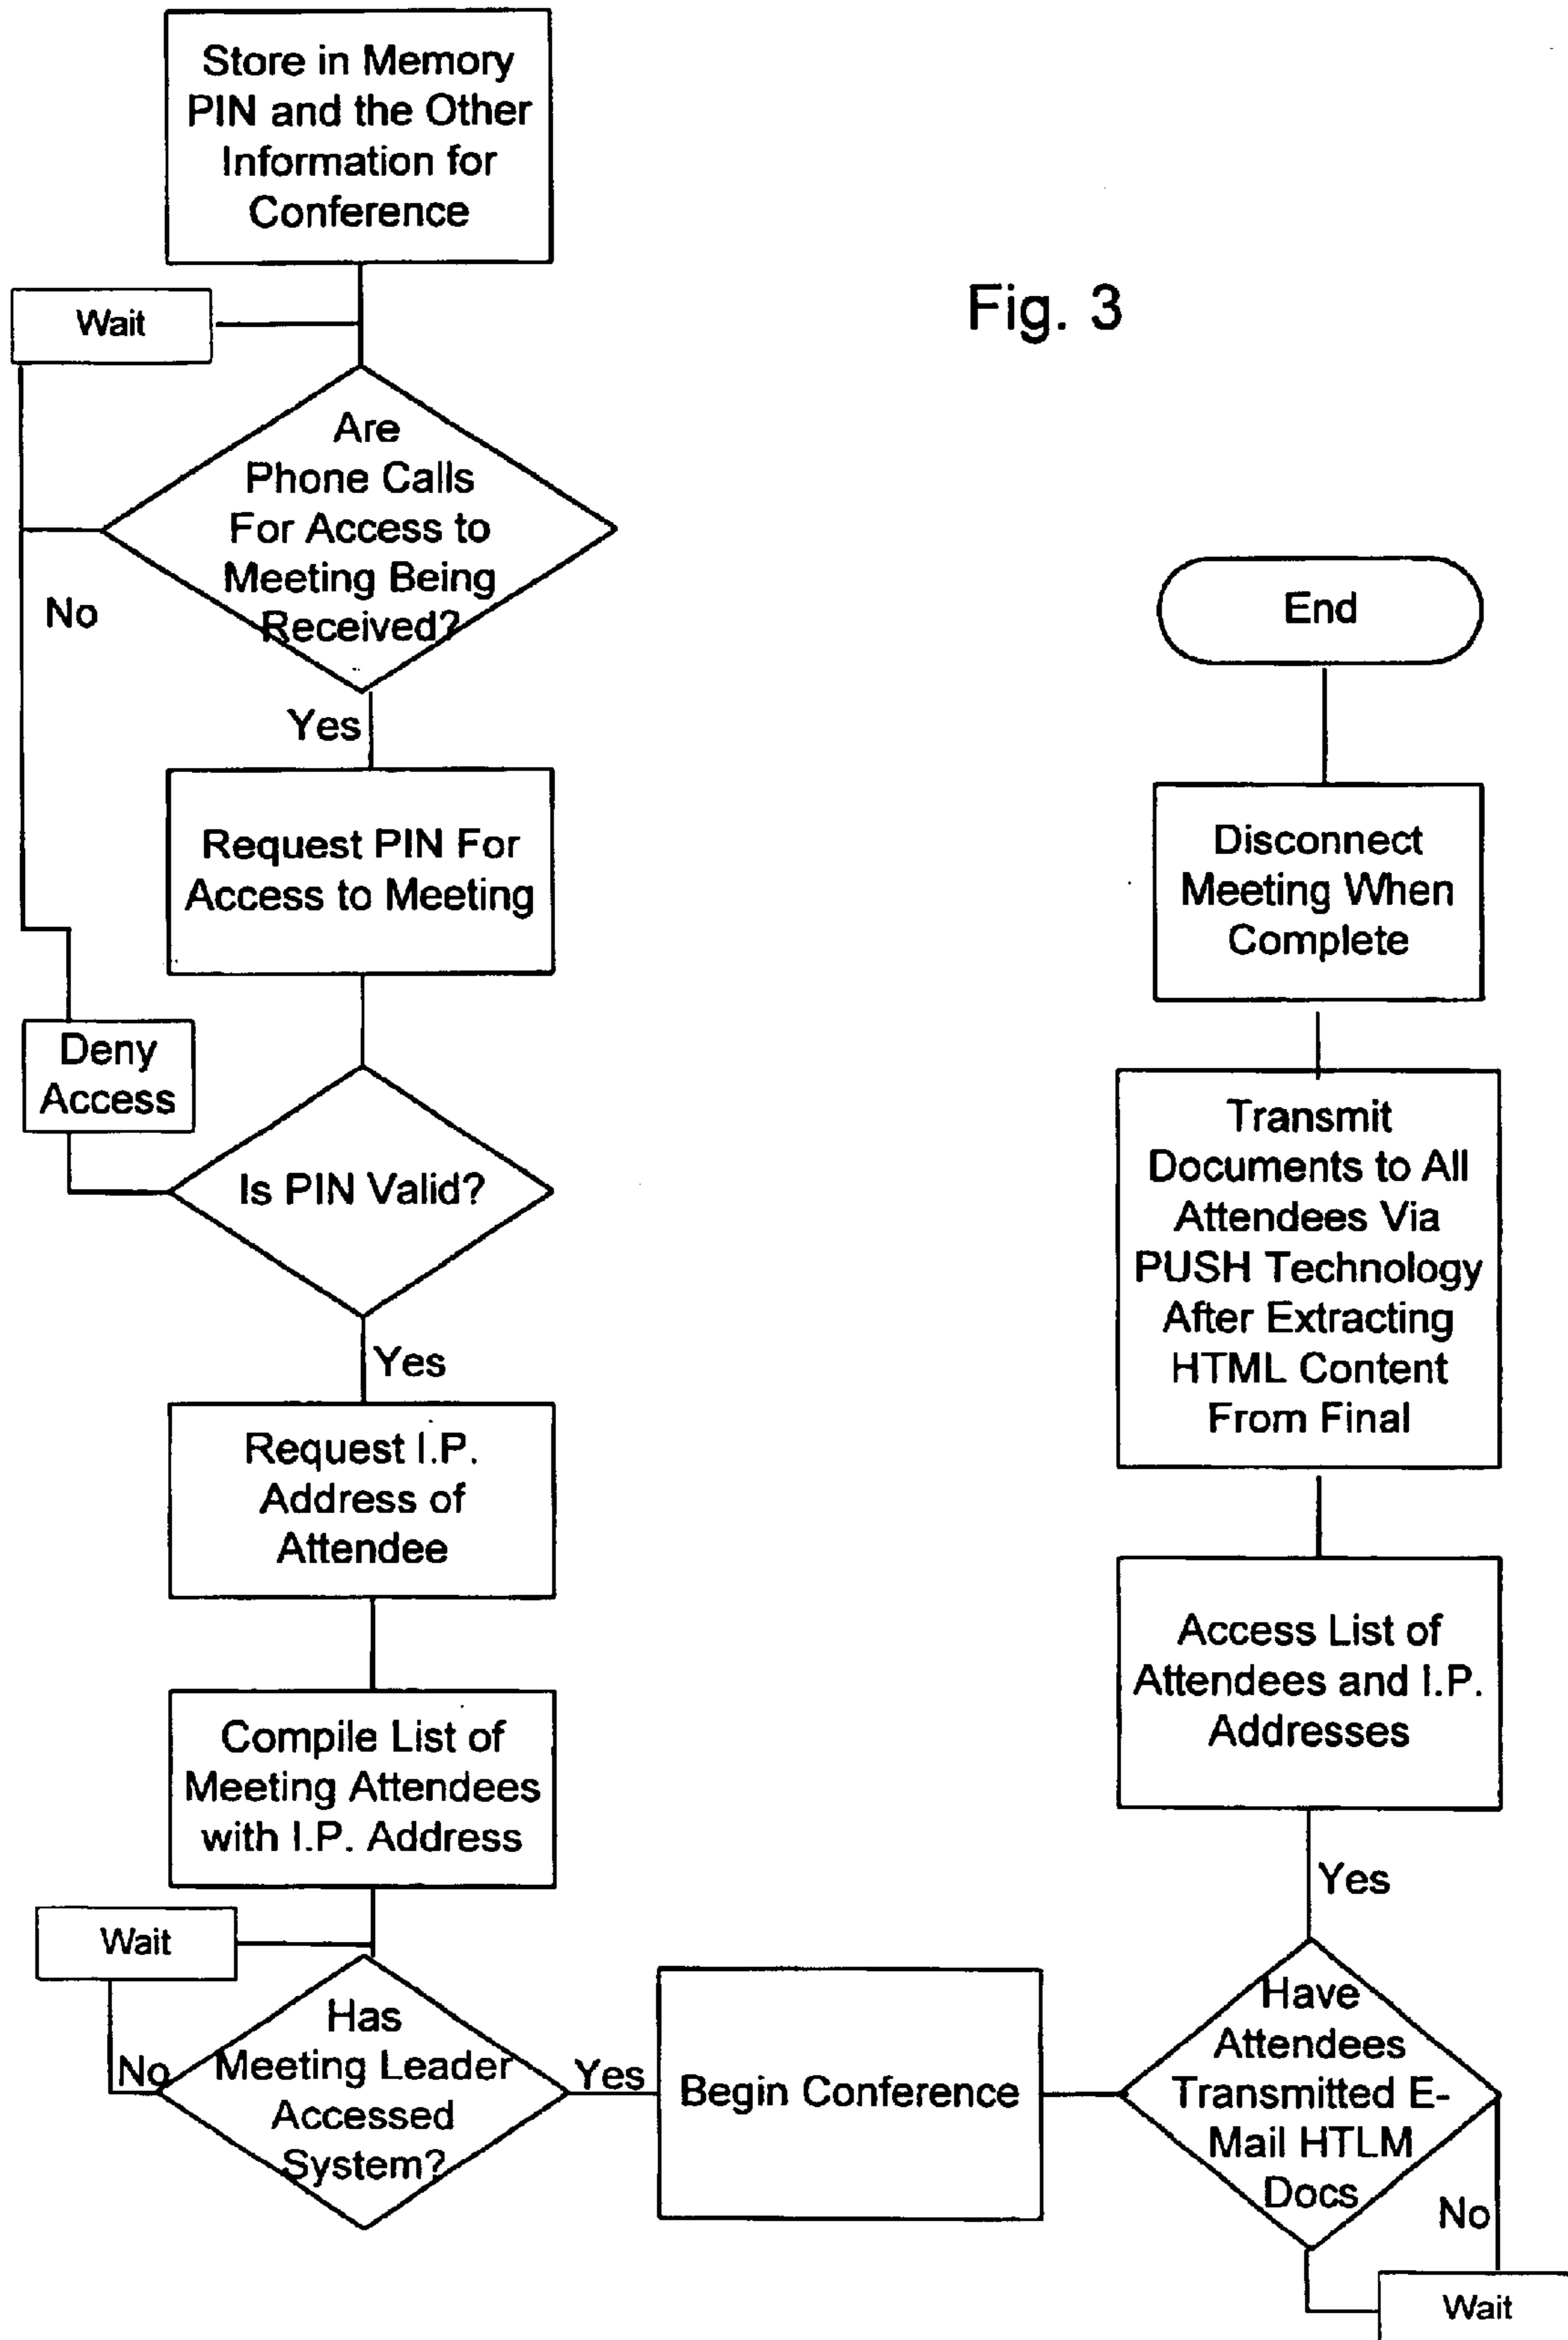 Store in Memory
PIN and the Other
Information for
Conference
Wait
Fig. 3
Are
Phone Calls
For Access to
Meeting Being
Received?
No
Yes
Request PIN For
Access to Meeting
Deny
Access
Is PIN Valid?
Yes
Request I.P.
Address of
Attendee
Compile List of
Meeting Attendees
with I.P. Address
Wait
Has
Meeting Leader
Accessed
System?
No
Yes
Begin Conference
Have
Attendees
Transmitted E-
Mail HTLM
Docs
No
Wait
Yes
Access List of
Attendees and I.P.
Addresses
Transmit
Documents to All
Attendees Via
PUSH Technology
After Extracting
HTML Content
From Final
Disconnect
Meeting When
Complete
End